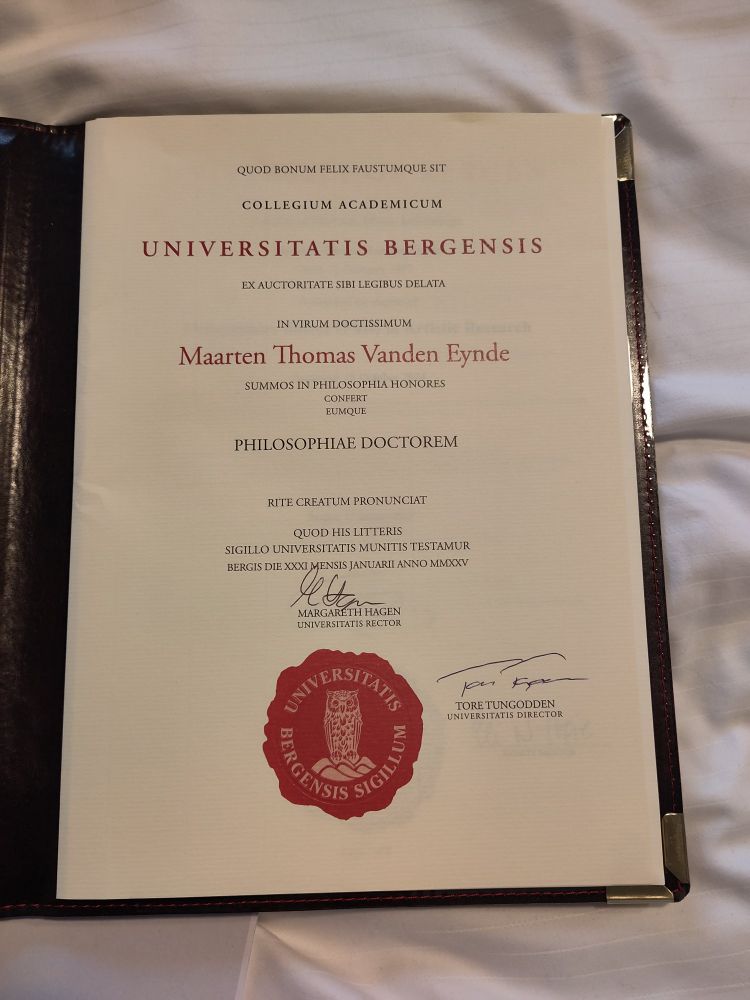 QUOD BONUM FELIX FAUSTUMQUE SIT
COLLEGIUM ACADEMICUM
UNIVERSITATIS BERGENSIS
EX AUCTORITATE SIBI LEGIBUS DELATA
IN VIRUM DOCTISSIMUM
Maarten Thomas Vanden Eynde
SUMMOS IN PHILOSOPHIA HONORES
CONFERT
EUMQUE
PHILOSOPHIAE DOCTOREM
RITE CREATUM PRONUNCIAT
QUOD HIS LITTERIS
SIGILLO UNIVERSITATIS MUNITIS TESTAMUR
BERGIS DIE XXXI MENSIS JANUARII ANNO MMXXV
MARGARETH HAGEN
UNIVERSITATIS RECTOR
TORE TUNGODDEN
UNIVERSITATIS DIRECTOR
UNIVERSITATIS
BERGENSIS SIGILLUM